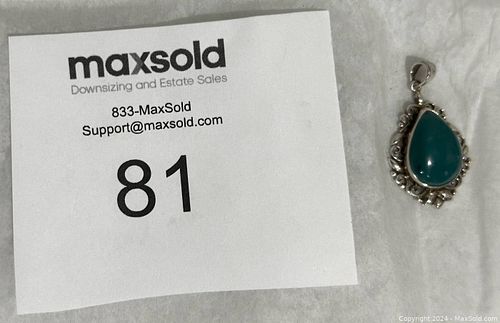 maxsold
Downsizing and Estate Sales
833-MaxSold
Support@maxsold.com
81
Copyright 2024 - MaxSold.com